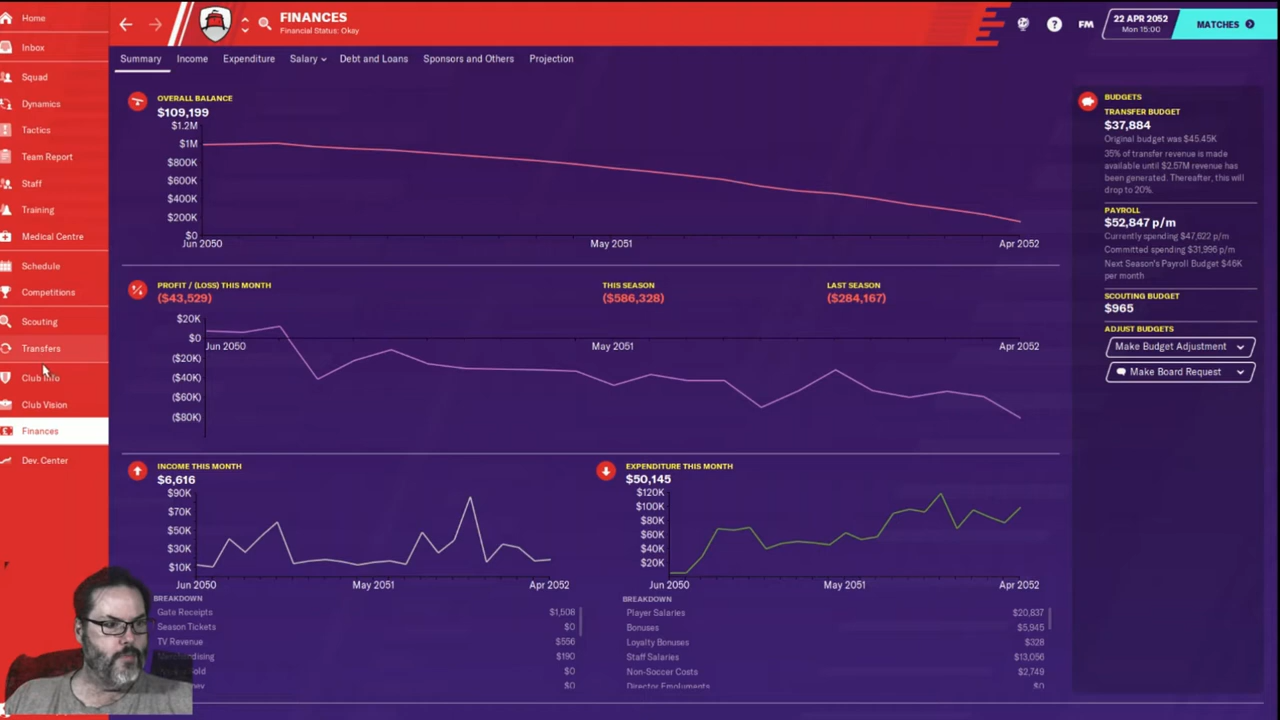 Home
Inbox
Squad
Dynamics
Tactics
Team Report
Staff
Training
Medical Centre
Schedule
Competitions
Scouting
Transfers
Club Info
Club Vision
Finances
Dev. Center
FINANCES
Financial Status: Okay
?
FM
22 APR 2052
Mon 15:00
MATCHES
Summary
Income
Expenditure
Salary
Debt and Loans
Sponsors and Others
Projection
OVERALL BALANCE
$109,199
$1.2M
$1M
$800K
$600K
$400K
$200K
$0
Jun 2050
May 2051
Apr 2052
PROFIT / (LOSS) THIS MONTH
($43,529)
THIS SEASON
($586,328)
LAST SEASON
($284,167)
$20K
$0
($20K)
($40K)
($60K)
($80K)
Jun 2050
May 2051
Apr 2052
INCOME THIS MONTH
$6,616
$90K
$70K
$50K
$30K
$10K
Jun 2050
May 2051
Apr 2052
BREAKDOWN
Gate Receipts $1,508
Season Tickets $0
TV Revenue $556
Merchandising $190
Sold $0
$0
EXPENDITURE THIS MONTH
$50,145
$120K
$100K
$80K
$60K
$40K
$20K
Jun 2050
May 2051
Apr 2052
BREAKDOWN
Player Salaries $20,837
Bonuses $5,945
Loyalty Bonuses $328
Staff Salaries $13,056
Non-Soccer Costs $2,749
Director Emoluments $0
BUDGETS
TRANSFER BUDGET
$37,884
Original budget was $45.45K
35% of transfer revenue is made
available until $2.57M revenue has
been generated. Thereafter, this will
drop to 20%.
PAYROLL
$52,847 p/m
Currently spending $47,622 p/m
Committed spending $31,996 p/m
Next Season's Payroll Budget $46K
per month
SCOUTING BUDGET
$965
ADJUST BUDGETS
Make Budget Adjustment
Make Board Request